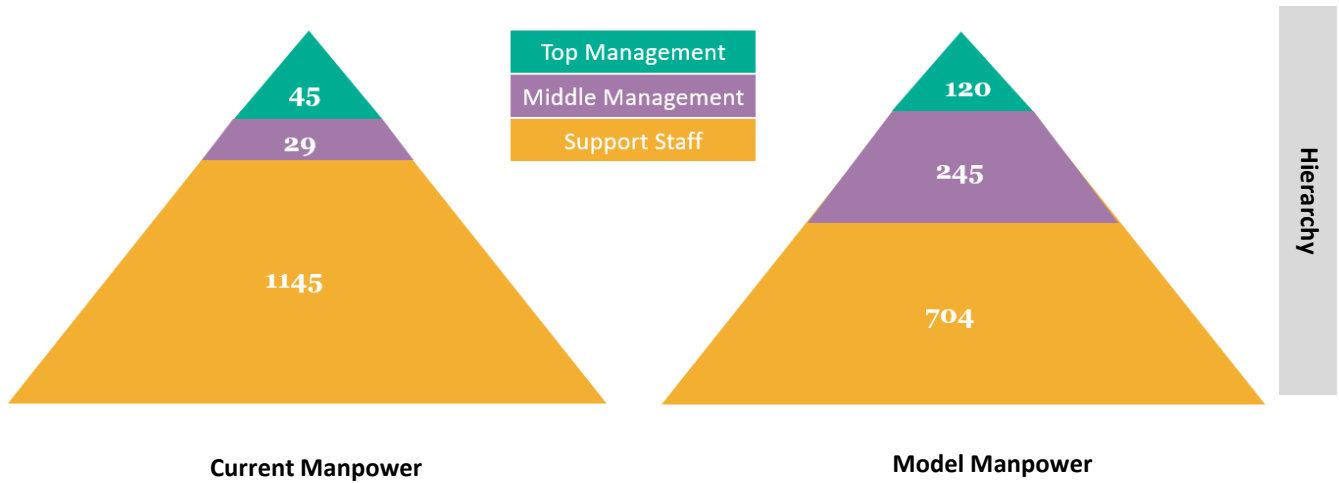 Top Management
Middle Management
Support Staff
45
29
1145
Current Manpower
120
245
704
Model Manpower
Hierarchy